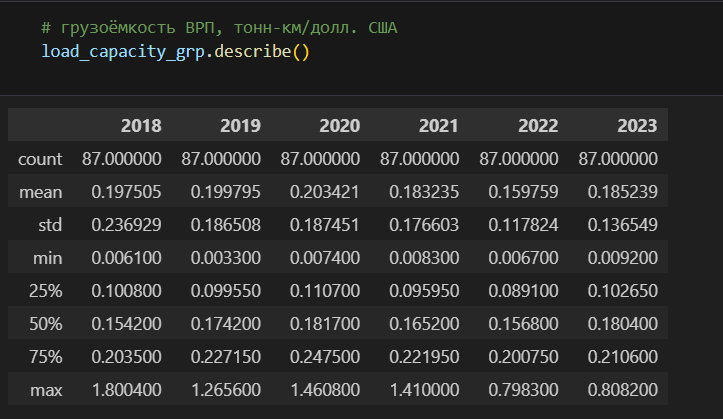 # грузоёмкость ВРП, тонн-км/долл. США
load_capacity_grp.describe()
2018 2019 2020 2021 2022 2023
count 87.000000 87.000000 87.000000 87.000000 87.000000 87.000000
mean 0.197505 0.199795 0.203421 0.183235 0.159759 0.185239
std 0.236929 0.186508 0.187451 0.176603 0.117824 0.136549
min 0.006100 0.003300 0.007400 0.008300 0.006700 0.009200
25% 0.100800 0.099550 0.110700 0.095950 0.089100 0.102650
50% 0.154200 0.174200 0.181700 0.165200 0.156800 0.180400
75% 0.203500 0.227150 0.247500 0.221950 0.200750 0.210600
max 1.800400 1.265600 1.460800 1.410000 0.798300 0.808200